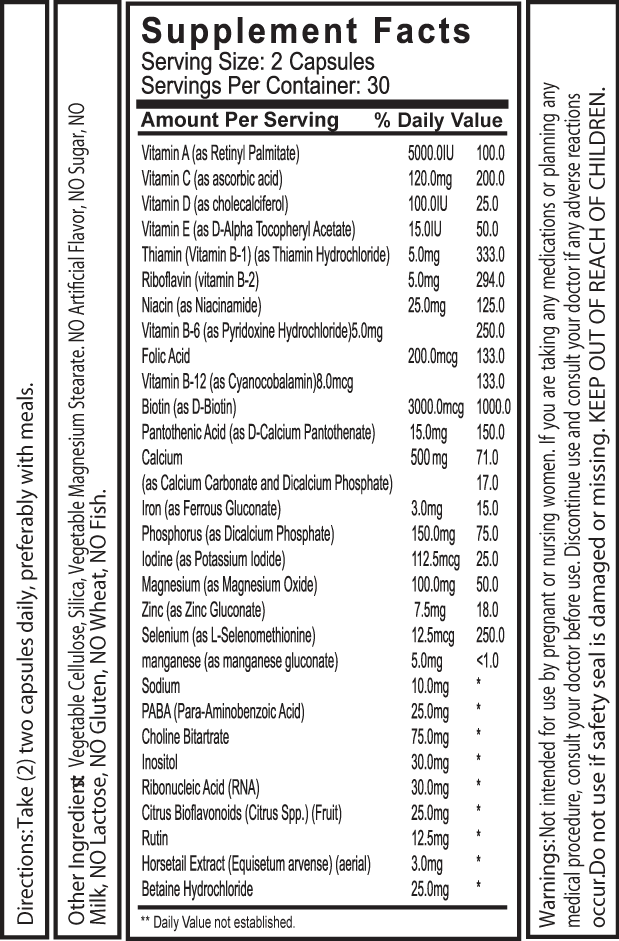 Directions:Take (2) two capsules daily, preferably with meals.
Other Ingredienst: Vegetable Cellulose, Silica, Vegetable Magnesium Stearate. NO Artificial Flavor, NO Sugar, NO
Milk, NO Lactose, NO Gluten, NO Wheat, NO Fish.
Supplement Facts
Serving Size: 2 Capsules
Servings Per Container: 30
Amount Per Serving % Daily Value
Vitamin A (as Retinyl Palmitate) 5000.0IU 100.0
Vitamin C (as ascorbic acid) 120.0mg 200.0
Vitamin D (as cholecalciferol) 100.0IU 25.0
Vitamin E (as D-Alpha Tocopheryl Acetate) 15.0IU 50.0
Thiamin (Vitamin B-1) (as Thiamin Hydrochloride) 5.0mg 333.0
Riboflavin (vitamin B-2) 5.0mg 294.0
Niacin (as Niacinamide) 25.0mg 125.0
Vitamin B-6 (as Pyridoxine Hydrochloride)5.0mg 250.0
Folic Acid 200.0mcg 133.0
Vitamin B-12 (as Cyanocobalamin)8.0mcg 133.0
Biotin (as D-Biotin) 3000.0mcg 1000.0
Pantothenic Acid (as D-Calcium Pantothenate) 15.0mg 150.0
Calcium 500 mg 71.0
(as Calcium Carbonate and Dicalcium Phosphate) 17.0
Iron (as Ferrous Gluconate) 3.0mg 15.0
Phosphorus (as Dicalcium Phosphate) 150.0mg 75.0
Iodine (as Potassium Iodide) 112.5mcg 25.0
Magnesium (as Magnesium Oxide) 100.0mg 50.0
Zinc (as Zinc Gluconate) 7.5mg 18.0
Selenium (as L-Selenomethionine) 12.5mcg 250.0
manganese (as manganese gluconate) 5.0mg <1.0
Sodium 10.0mg *
PABA (Para-Aminobenzoic Acid) 25.0mg *
Choline Bitartrate 75.0mg *
Inositol 30.0mg *
Ribonucleic Acid (RNA) 30.0mg *
Citrus Bioflavonoids (Citrus Spp.) (Fruit) 25.0mg *
Rutin 12.5mg *
Horsetail Extract (Equisetum arvense) (aerial) 3.0mg *
Betaine Hydrochloride 25.0mg *
** Daily Value not established.
Warnings:Not intended for use by pregnant or nursing women. If you are taking any medications or planning any
medical procedure, consult your doctor before use. Discontinue use and consult your doctor if any adverse reactions
occur.Do not use if safety seal is damaged or missing. KEEP OUT OF REACH OF CHILDREN.